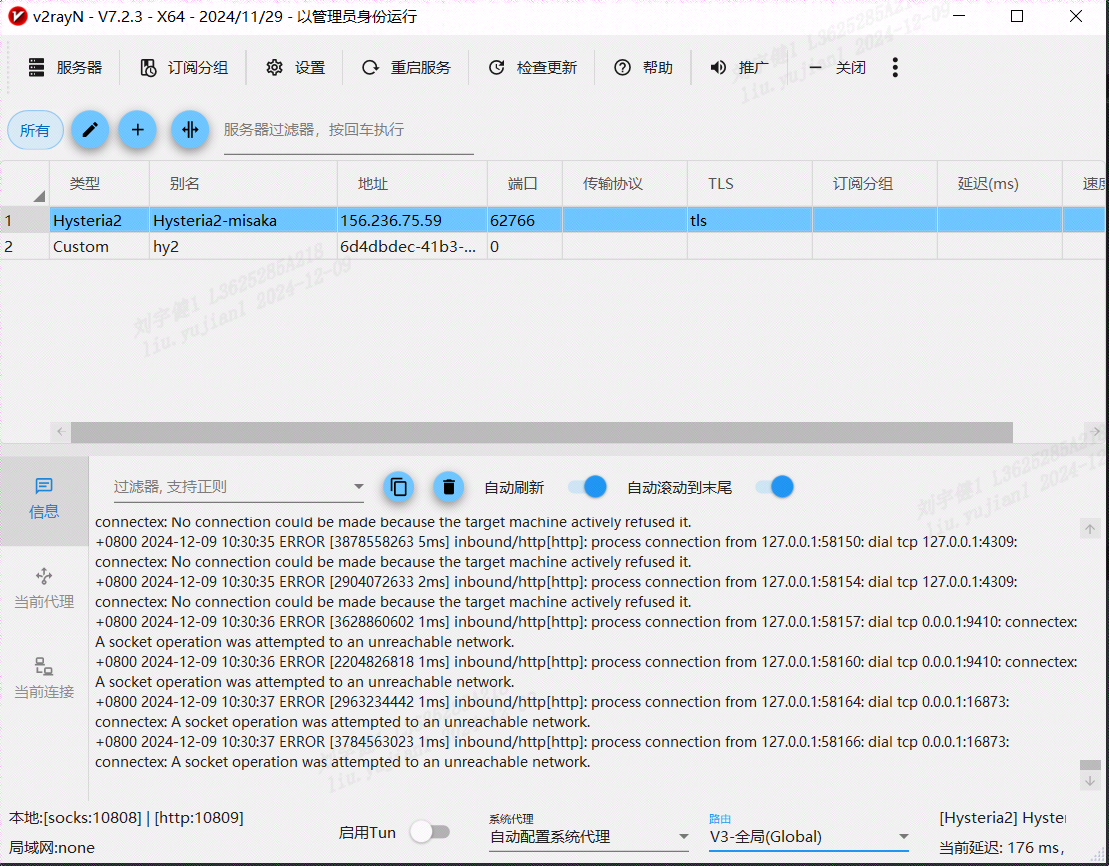 v2rayN - V7.2.3 - X64 - 2024/11/29 - 以管理员身份运行
服务器 订阅分组 设置 重启服务 检查更新 帮助 推广 关闭
所有 服务器过滤器，按回车执行
类型 别名 地址 端口 传输协议 TLS 订阅分组 延迟(ms) 速度
1 Hysteria2 Hysteria2-misaka 156.236.75.59 62766 tls
2 Custom hy2 6d4dbdec-41b3-... 0
刘宇健1 L3626285A218
liu.yujian1 2024-12-09
信息
当前代理
当前连接
过滤器, 支持正则 自动刷新 自动滚动到末尾
connectex: No connection could be made because the target machine actively refused it.
+0800 2024-12-09 10:30:35 ERROR [3878558263 5ms] inbound/http[http]: process connection from 127.0.0.1:58150: dial tcp 127.0.0.1:4309:
connectex: No connection could be made because the target machine actively refused it.
+0800 2024-12-09 10:30:35 ERROR [2904072633 2ms] inbound/http[http]: process connection from 127.0.0.1:58154: dial tcp 127.0.0.1:4309:
connectex: No connection could be made because the target machine actively refused it.
+0800 2024-12-09 10:30:36 ERROR [3628860602 1ms] inbound/http[http]: process connection from 127.0.0.1:58157: dial tcp 0.0.0.1:9410: connectex:
A socket operation was attempted to an unreachable network.
+0800 2024-12-09 10:30:36 ERROR [2204826818 1ms] inbound/http[http]: process connection from 127.0.0.1:58160: dial tcp 0.0.0.1:9410: connectex:
A socket operation was attempted to an unreachable network.
+0800 2024-12-09 10:30:37 ERROR [2963234442 1ms] inbound/http[http]: process connection from 127.0.0.1:58164: dial tcp 0.0.0.1:16873:
connectex: A socket operation was attempted to an unreachable network.
+0800 2024-12-09 10:30:37 ERROR [3784563023 1ms] inbound/http[http]: process connection from 127.0.0.1:58166: dial tcp 0.0.0.1:16873:
connectex: A socket operation was attempted to an unreachable network.
本地:[socks:10808] | [http:10809]
局域网:none
启用Tun
系统代理
自动配置系统代理
路由
V3-全局(Global)
[Hysteria2] Hyster
当前延迟: 176 ms,